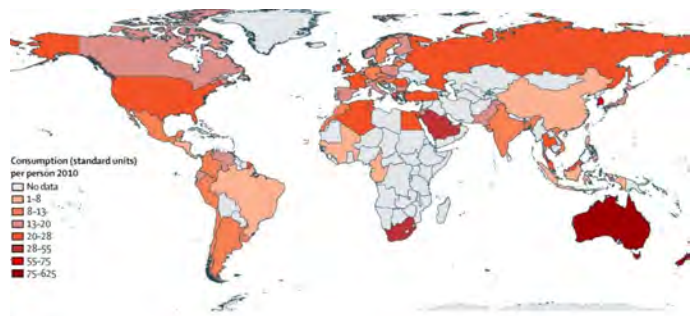 Consumption (standard units)
per person 2010
No data
1–8
8–13
13–20
20–28
28–55
55–75
75–625